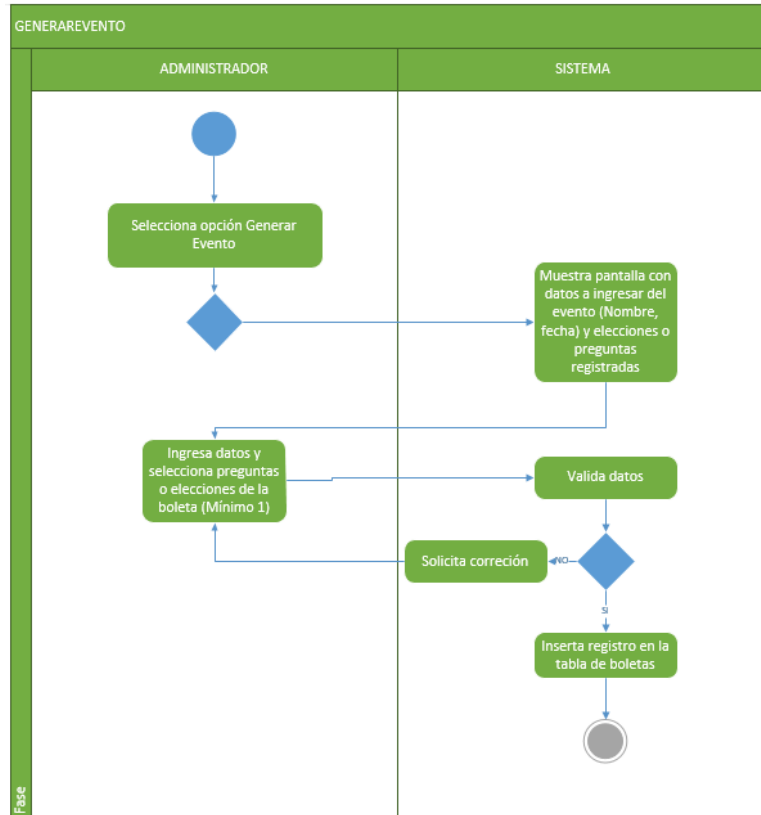 GENERAREVENTO
ADMINISTRADOR
SISTEMA
Selecciona opción Generar
Evento
Muestra pantalla con
datos a ingresar del
evento (Nombre,
fecha) y elecciones o
preguntas
registradas
Ingresa datos y
selecciona preguntas
o elecciones de la
boleta (Mínimo 1)
Valida datos
Solicita correción
NO
SI
Inserta registro en la
tabla de boletas
Fase